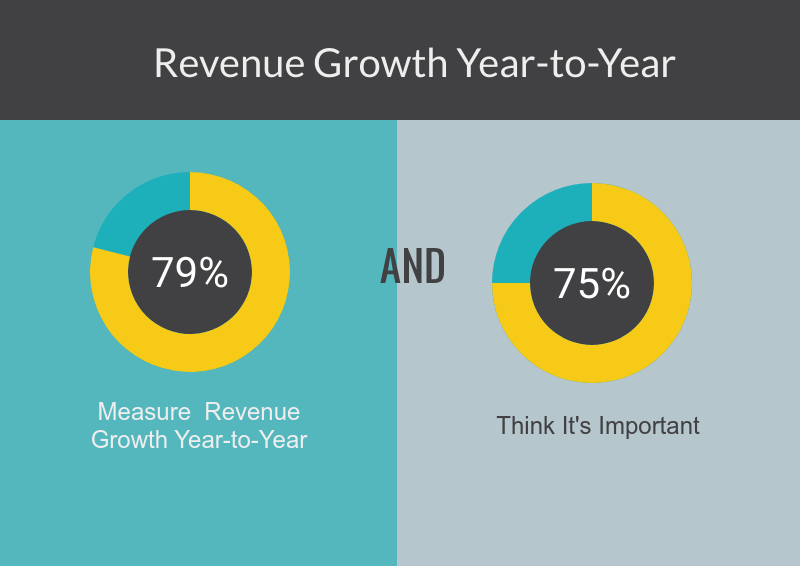 Revenue Growth Year-to-Year
79%
AND
75%
Measure  Revenue
Growth Year-to-Year
Think It's Important